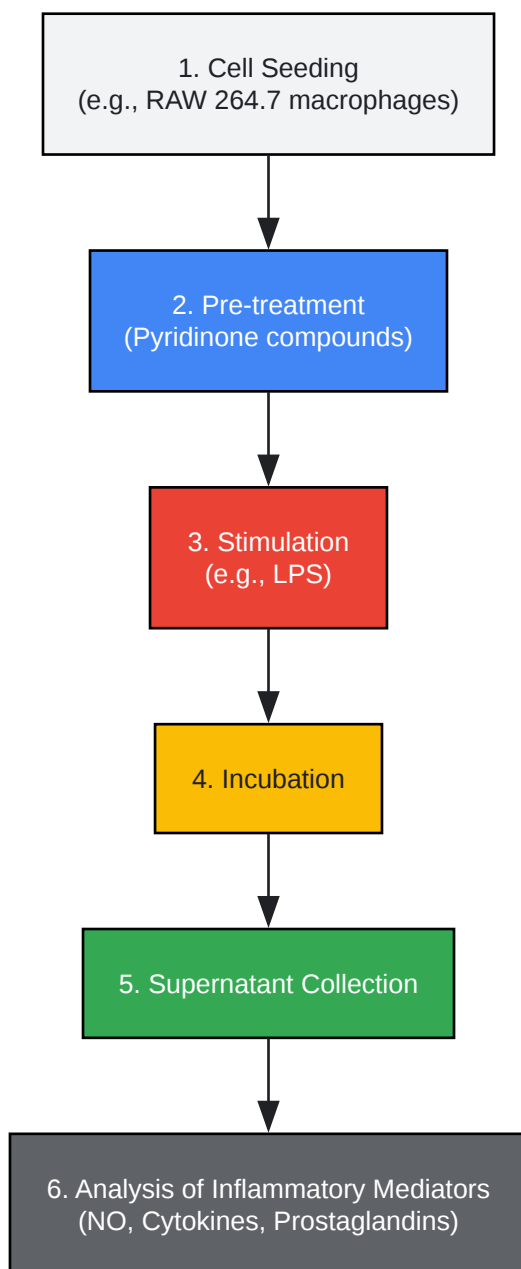 1. Cell Seeding
(e.g., RAW 264.7 macrophages)
2. Pre-treatment
(Pyridinone compounds)
3. Stimulation
(e.g., LPS)
4. Incubation
5. Supernatant Collection
6. Analysis of Inflammatory Mediators
(NO, Cytokines, Prostaglandins)